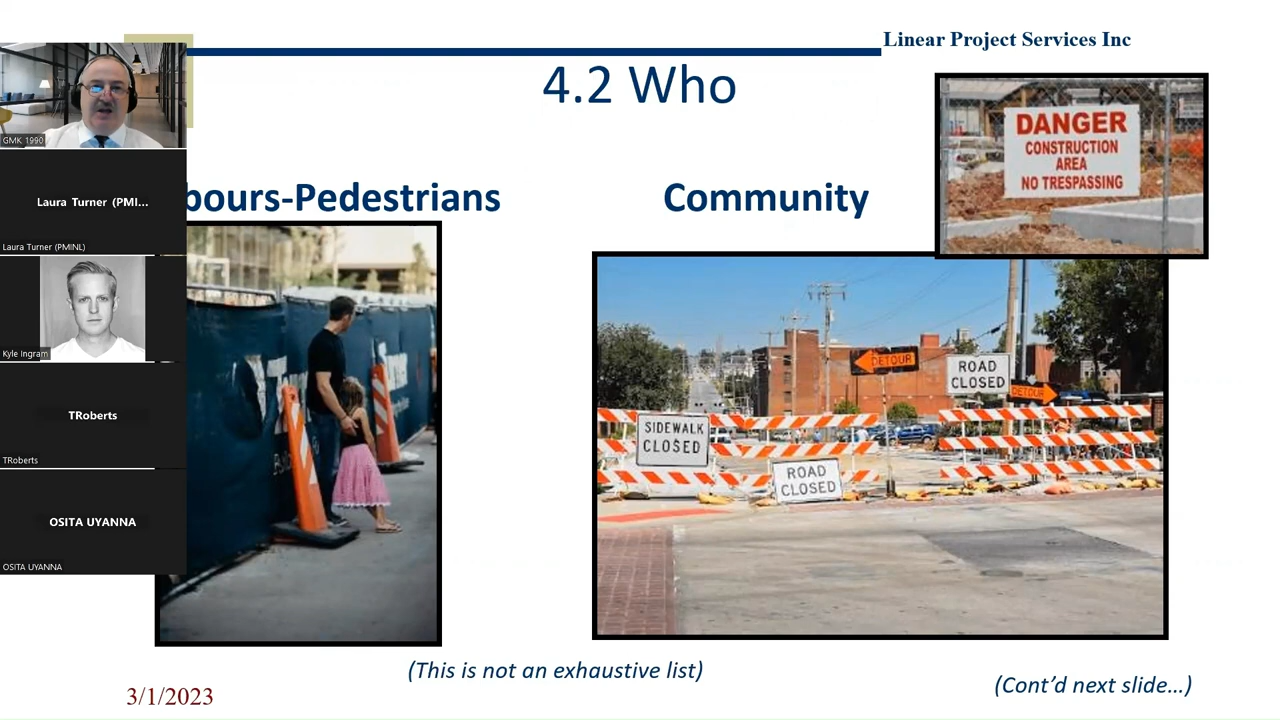 Linear Project Services Inc
4.2 Who
bours-Pedestrians
Community
DANGER
CONSTRUCTION
AREA
NO TRESPASSING
GMK 1990
Laura Turner (PMI...
Laura Turner (PMINL)
Kyle Ingram
TRoberts
TRoberts
OSITA UYANNA
OSITA UYANNA
DETOUR
ROAD
CLOSED
DETOUR
SIDEWALK
CLOSED
ROAD
CLOSED
(This is not an exhaustive list)
(Cont'd next slide...)
3/1/2023